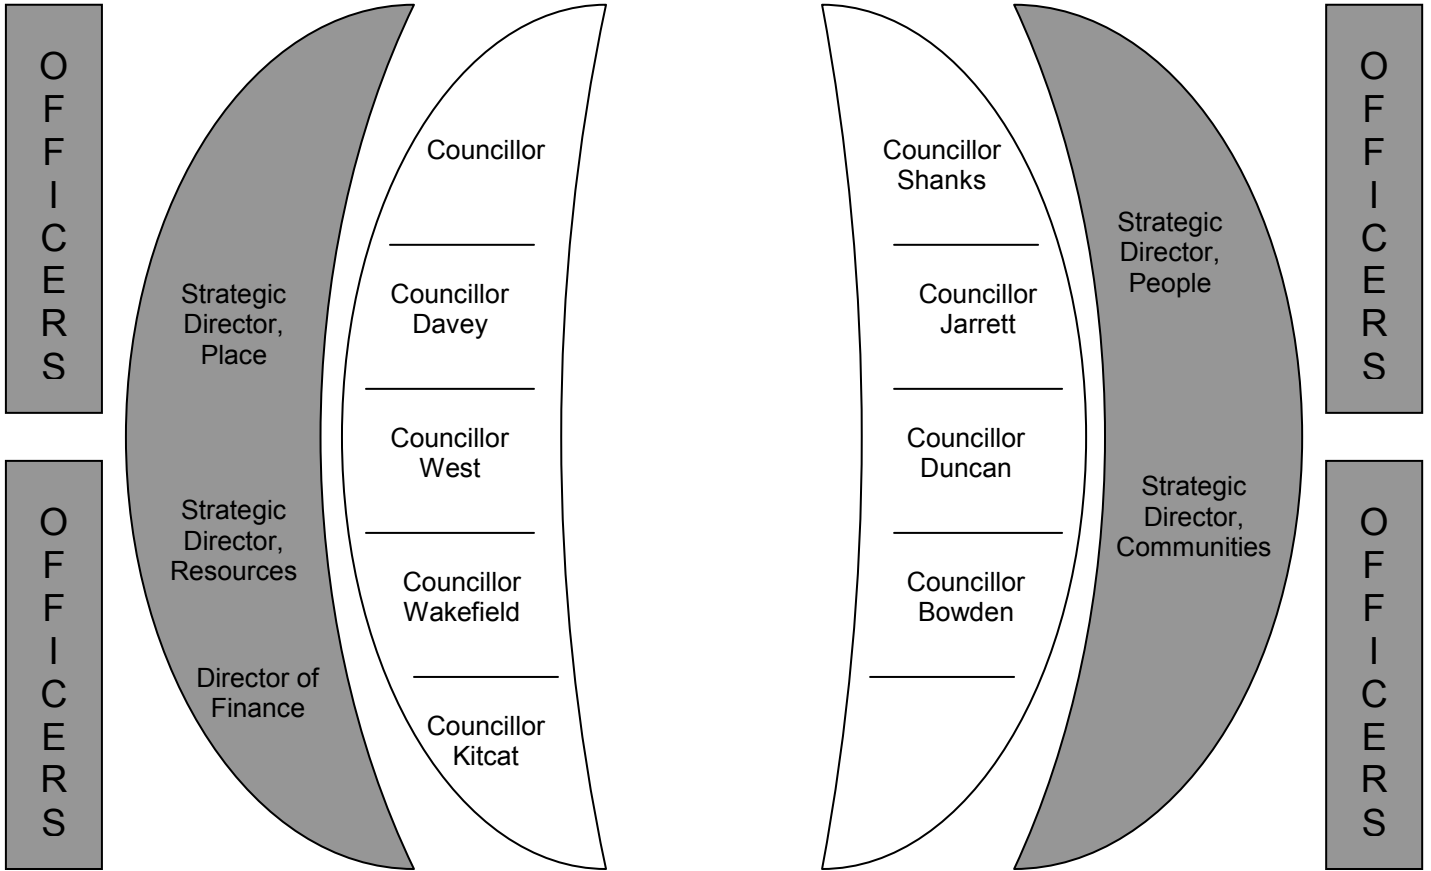 O
F
F
I
C
E
R
S
O
F
F
I
C
E
R
S
Strategic
Director,
Place
Strategic
Director,
Resources
Director of
Finance
Councillor
Councillor
Davey
Councillor
West
Councillor
Wakefield
Councillor
Kitcat
Councillor
Shanks
Councillor
Jarrett
Councillor
Duncan
Councillor
Bowden
Strategic
Director,
People
Strategic
Director,
Communities
O
F
F
I
C
E
R
S
O
F
F
I
C
E
R
S